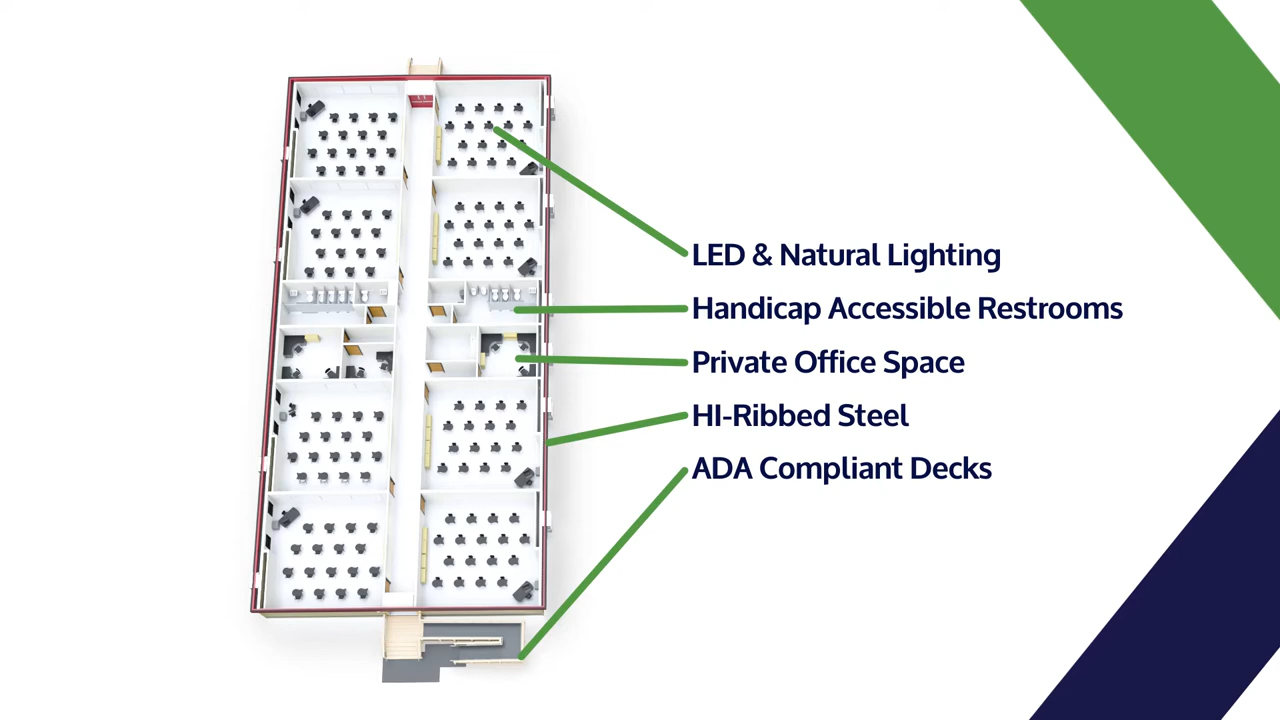 LED & Natural Lighting
Handicap Accessible Restrooms
Private Office Space
HI-Ribbed Steel
ADA Compliant Decks